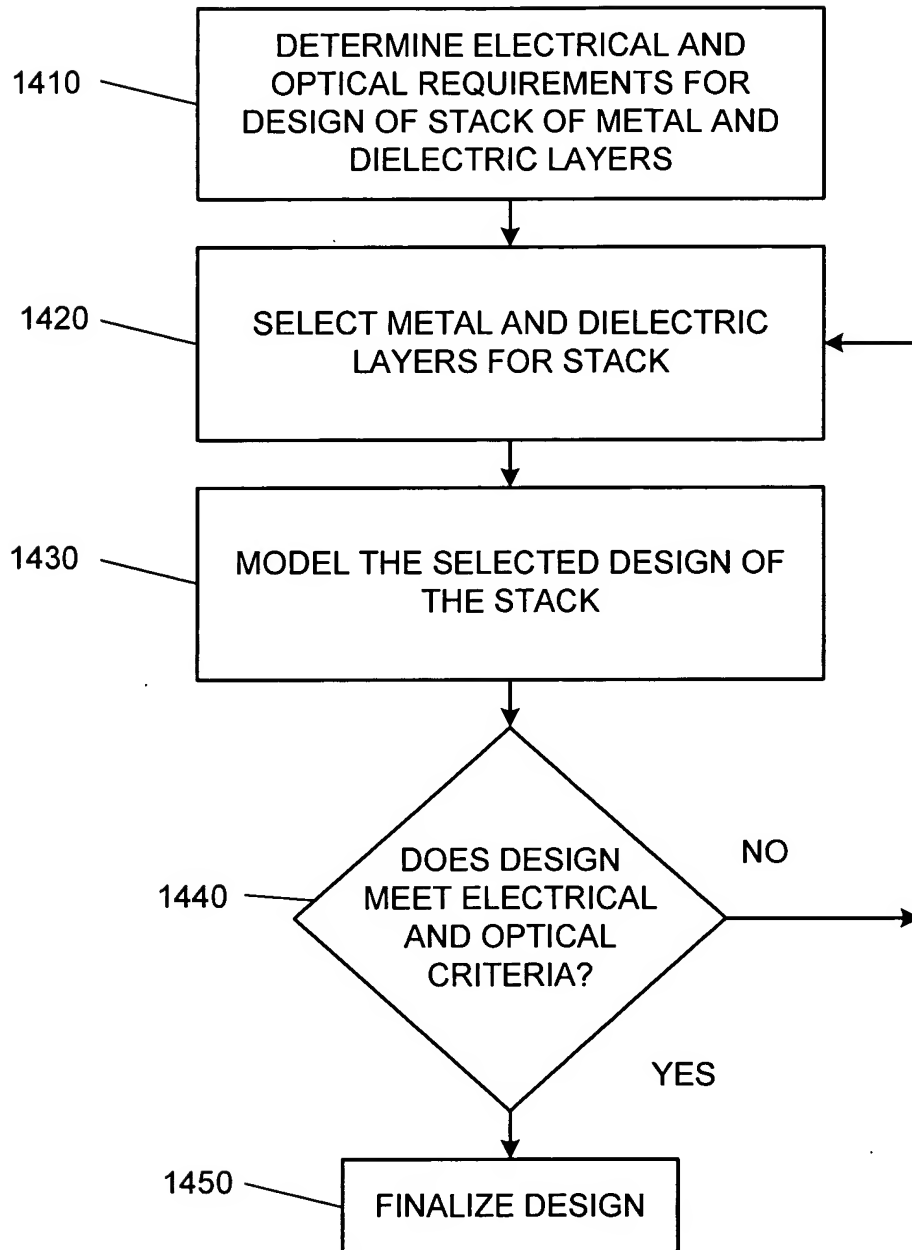 1410
DETERMINE ELECTRICAL AND
OPTICAL REQUIREMENTS FOR
DESIGN OF STACK OF METAL AND
DIELECTRIC LAYERS
1420
SELECT METAL AND DIELECTRIC
LAYERS FOR STACK
1430
MODEL THE SELECTED DESIGN OF
THE STACK
1440
DOES DESIGN
MEET ELECTRICAL
AND OPTICAL
CRITERIA?
NO
YES
1450
FINALIZE DESIGN